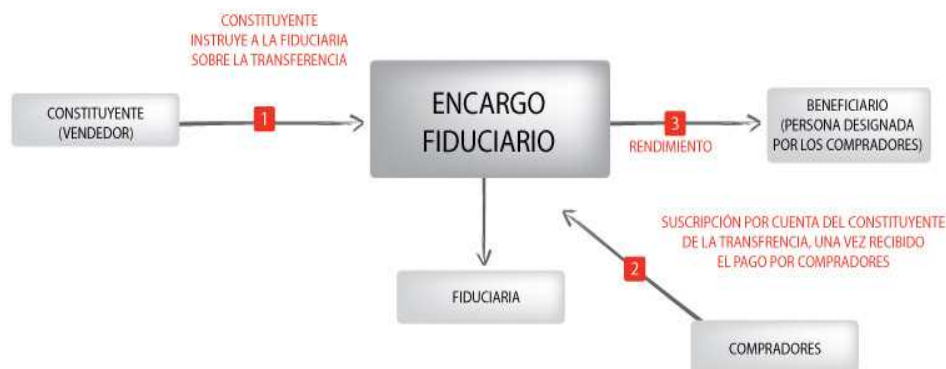 CONSTITUYENTE
INSTRUYE A LA FIDUCIARIA
SOBRE LA TRANSFERENCIA
CONSTITUYENTE
(VENDEDOR)
1
ENCARGO
FIDUCIARIO
3
RENDIMIENTO
BENEFICIARIO
(PERSONA DESIGNADA
POR LOS COMPRADORES)
SUSCRIPCIÓN POR CUENTA DEL CONSTITUYENTE
DE LA TRANSFRENCIA, UNA VEZ RECIBIDO
EL PAGO POR COMPRADORES
2
FIDUCIARIA
COMPRADORES